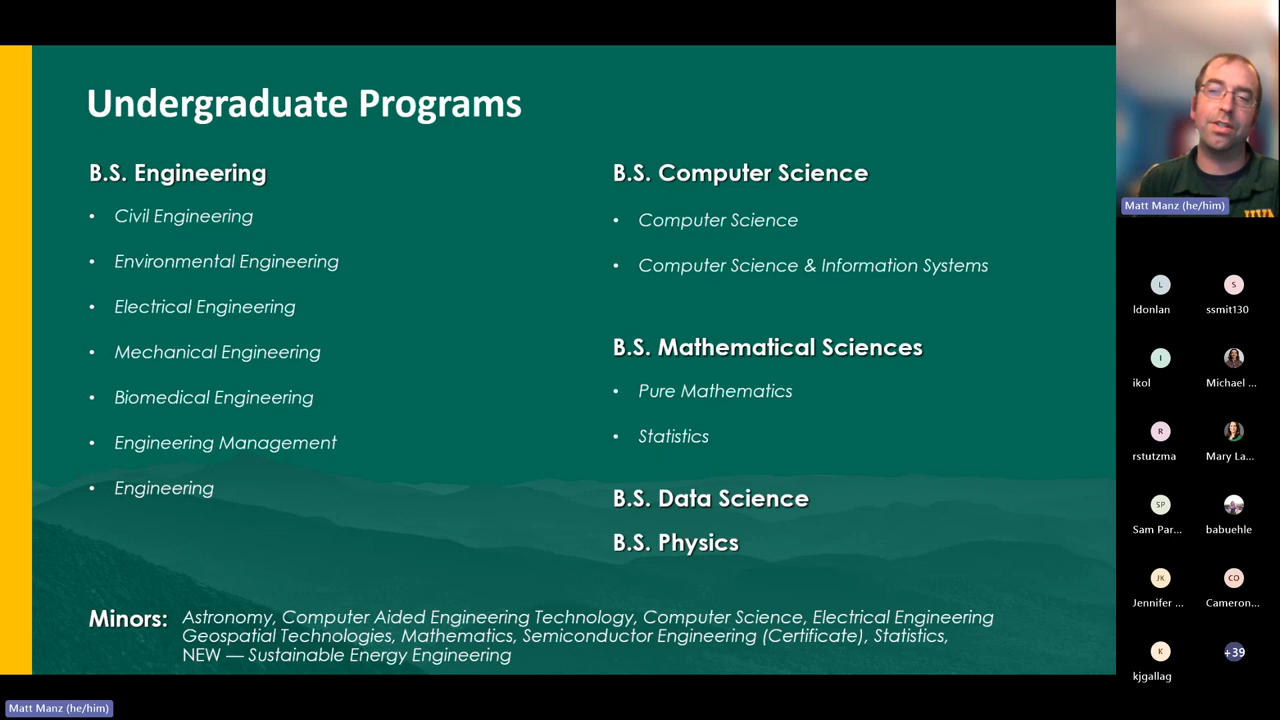 Undergraduate Programs
B.S. Engineering
• Civil Engineering
• Environmental Engineering
• Electrical Engineering
• Mechanical Engineering
• Biomedical Engineering
• Engineering Management
• Engineering
B.S. Computer Science
• Computer Science
• Computer Science & Information Systems
B.S. Mathematical Sciences
• Pure Mathematics
• Statistics
B.S. Data Science
B.S. Physics
Minors: Astronomy, Computer Aided Engineering Technology, Computer Science, Electrical Engineering
Geospatial Technologies, Mathematics, Semiconductor Engineering (Certificate), Statistics,
NEW — Sustainable Energy Engineering
Matt Manz (he/him)
L
ldonlan
S
ssmit130
I
ikol
Michael ...
R
rstutzma
Mary La...
SP
Sam Par...
babuehle
JK
Jennifer ...
CO
Cameron...
K
kjgallag
+39
Matt Manz (he/him)